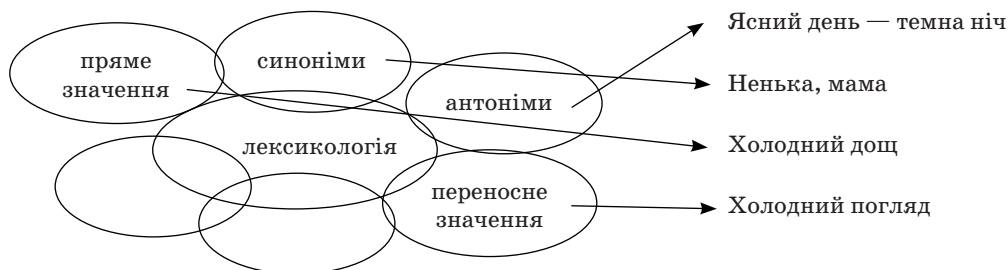 пряме
значення
синоніми
антоніми
лексикологія
переносне
значення
Ясний день — темна ніч
Ненька, мама
Холодний дощ
Холодний погляд